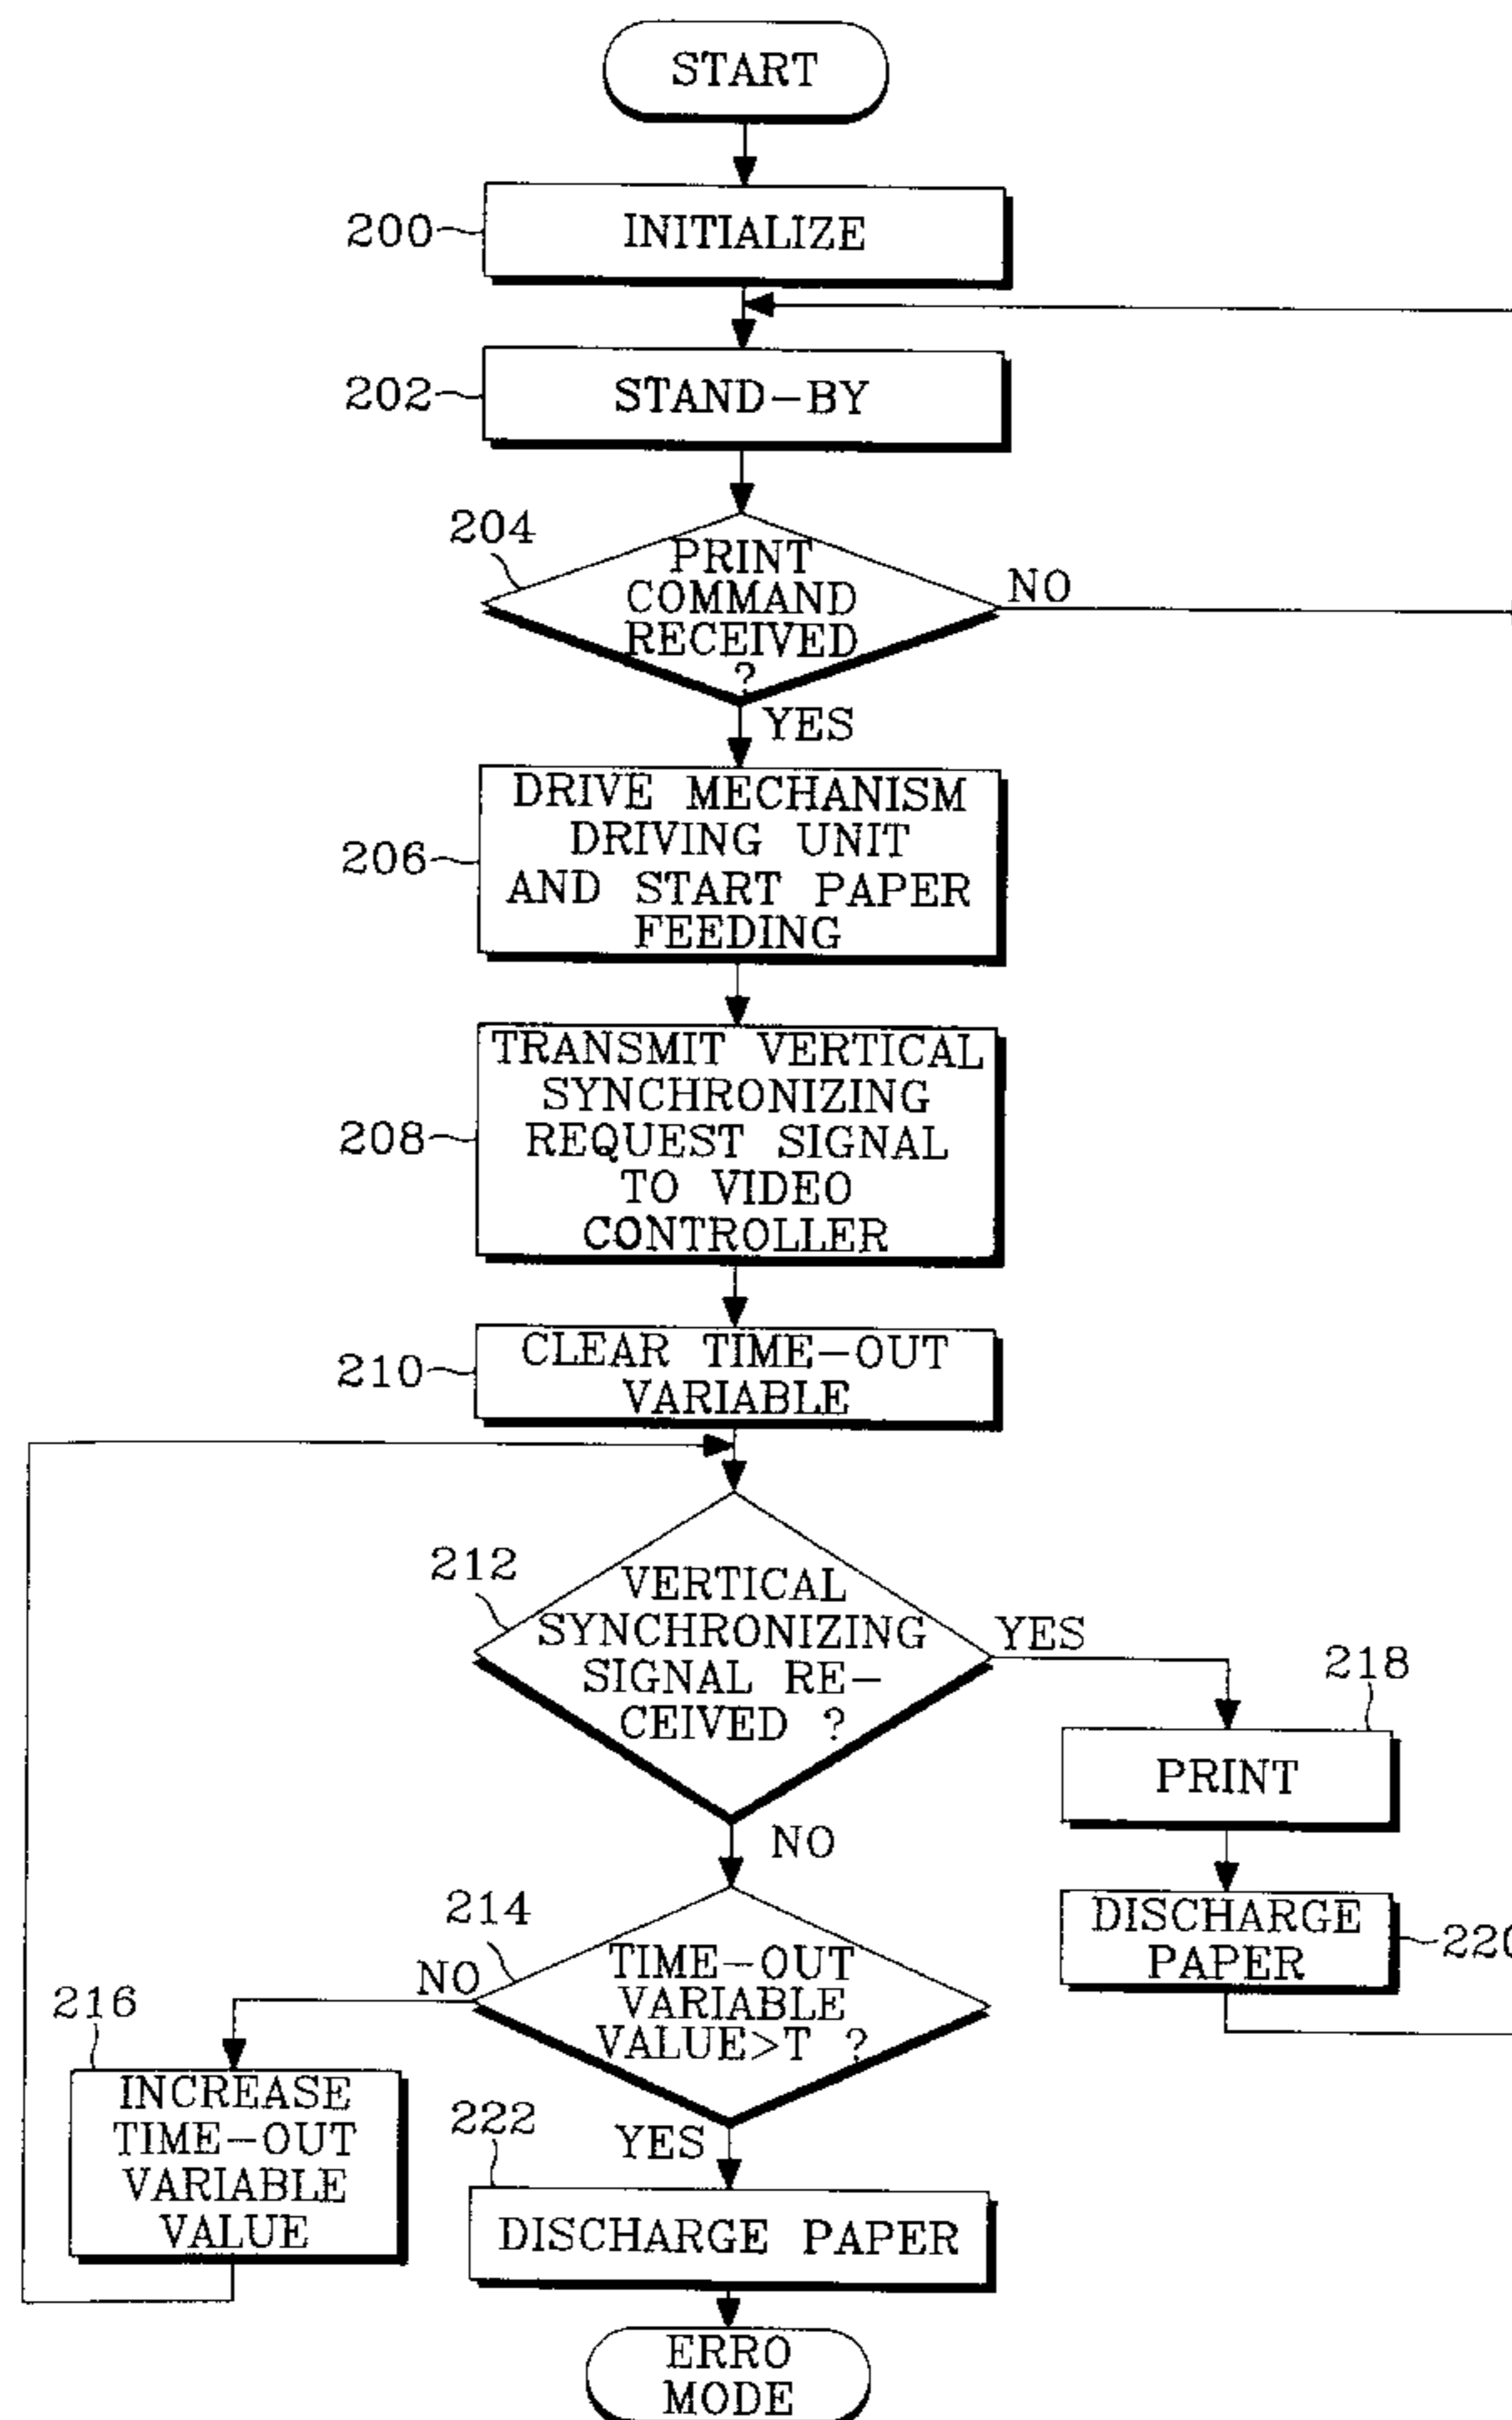 START
200
INITIALIZE
202
STAND-BY
204
PRINT
COMMAND
RECEIVED
?
NO
YES
206
DRIVE MECHANISM
DRIVING UNIT
AND START PAPER
FEEDING
208
TRANSMIT VERTICAL
SYNCHRONIZING
REQUEST SIGNAL
TO VIDEO
CONTROLLER
210
CLEAR TIME-OUT
VARIABLE
212
VERTICAL
SYNCHRONIZING
SIGNAL RE-
CEIVED ?
YES
NO
218
PRINT
DISCHARGE
PAPER
220
214
TIME-OUT
VARIABLE
VALUE>T ?
NO
216
INCREASE
TIME-OUT
VARIABLE
VALUE
YES
222
DISCHARGE PAPER
ERRO
MODE